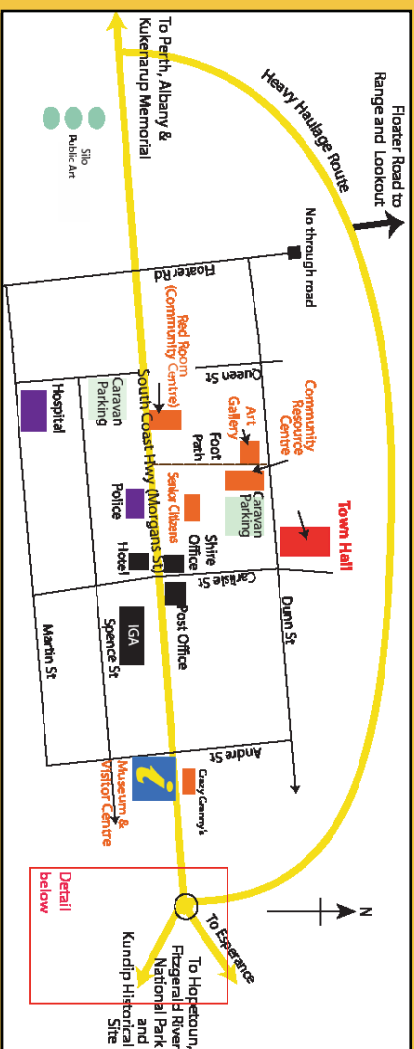 Floater Road to
Range and Lookout
Heavy Haulage Route
To Perth, Albany &
Kukenarup Memorial
Silo
Public Art
No through road
Floater Rd
Queen St
Community
Resource
Centre
Art
Gallery
Foot
Path
Red Room
(Community Centre)
Town Hall
Caravan
Parking
Senior Citizens
Shire
Office
South Coast Hwy (Morgans St)
Caravan
Parking
Hospital
Police
Hotel
Carlisle St
Post Office
Dunn St
IGA
Spence St
Martin St
Andre St
Crazy Granny's
i
Museum &
Visitor Centre
N
To Esperance
To Hopetoun,
Fitzgerald River
National Park
and
Kundip Historical
Site
Detail
below